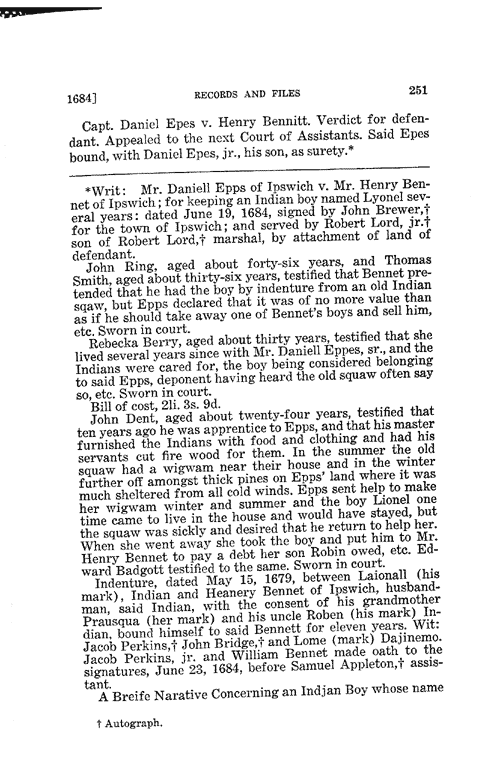 1684]
RECORDS AND FILES
251
Capt. Daniel Epes v. Henry Bennitt. Verdict for defen-
dant. Appealed to the next Court of Assistants. Said Epes
bound, with Daniel Epes, jr., his son, as surety.*
*Writ: Mr. Daniell Epps of Ipswich v. Mr. Henry Ben-
net of Ipswich; for keeping an Indian boy named Lyonel sev-
eral years: dated June 19, 1684, signed by John Brewer,†
for the town of Ipswich; and served by Robert Lord, jr.†
son of Robert Lord,† marshal, by attachment of land of
defendant.
John Ring, aged about forty-six years, and Thomas
Smith, aged about thirty-six years, testified that Bennet pre-
tended that he had the boy by indenture from an old Indian
sqaw, but Epps declared that it was of no more value than
as if he should take away one of Bennet's boys and sell him,
etc. Sworn in court.
Rebecka Berry, aged about thirty years, testified that she
lived several years since with Mr. Daniell Eppes, sr., and the
Indians were cared for, the boy being considered belonging
to said Epps, deponent having heard the old squaw often say
so, etc. Sworn in court.
Bill of cost, 2li. 3s. 9d.
John Dent, aged about twenty-four years, testified that
ten years ago he was apprentice to Epps, and that his master
furnished the Indians with food and clothing and had his
servants cut fire wood for them. In the summer the old
squaw had a wigwam near their house and in the winter
further off amongst thick pines on Epps' land where it was
much sheltered from all cold winds. Epps sent help to make
her wigwam winter and summer and the boy Lionel one
time came to live in the house and would have stayed, but
the squaw was sickly and desired that he return to help her.
When she went away she took the boy and put him to Mr.
Henry Bennet to pay a debt her son Robin owed, etc. Ed-
ward Badgott testified to the same. Sworn in court.
Indenture, dated May 15, 1679, between Laionall (his
mark), Indian and Heanery Bennet of Ipswich, husband-
man, said Indian, with the consent of his grandmother
Prausqua (her mark) and his uncle Roben (his mark) In-
dian, bound himself to said Bennett for eleven years. Wit:
Jacob Perkins,† John Bridge,† and Lome (mark) Dajinemo.
Jacob Perkins, jr. and William Bennet made oath to the
signatures, June 23, 1684, before Samuel Appleton,† assis-
tant.
A Breife Narative Concerning an Indjan Boy whose name
† Autograph.